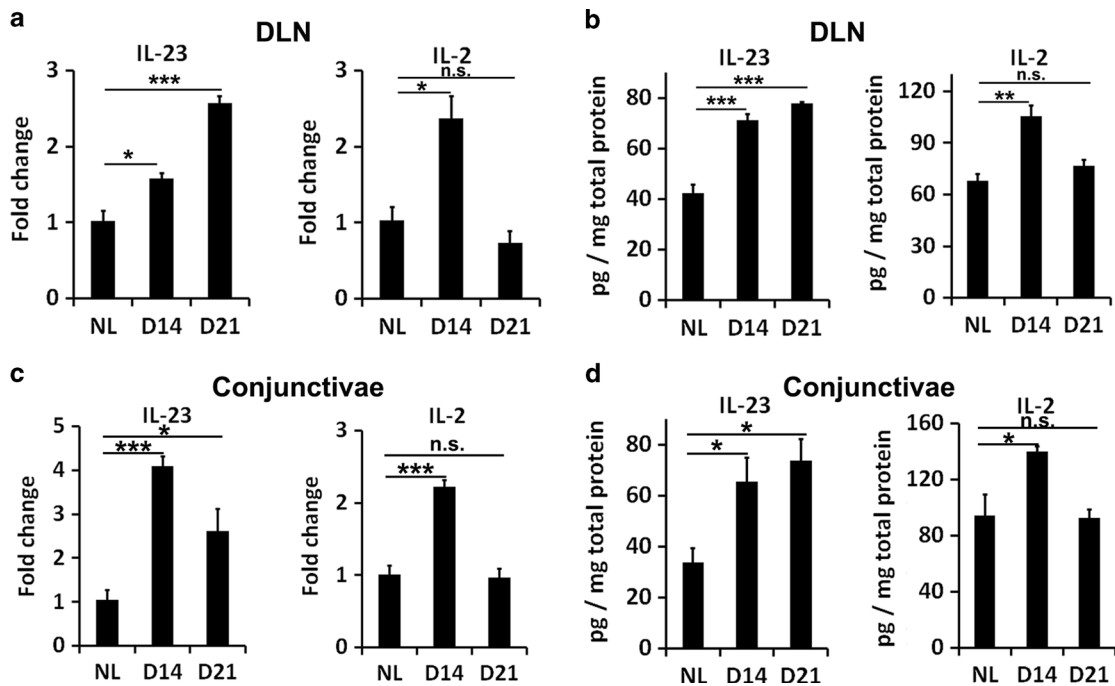 a
DLN
IL-23
Fold change
3
2
1
0
***
*
NL D14 D21
IL-2
Fold change
3
2
1
0
n.s.
*
NL D14 D21
b
DLN
IL-23
pg / mg total protein
80
60
40
20
0
***
***
NL D14 D21
IL-2
pg / mg total protein
120
90
60
30
0
n.s.
**
NL D14 D21
c
Conjunctivae
IL-23
Fold change
5
4
3
2
1
0
*
***
NL D14 D21
IL-2
Fold change
3
2
1
0
n.s.
***
NL D14 D21
d
Conjunctivae
IL-23
pg / mg total protein
80
60
40
20
0
*
*
NL D14 D21
IL-2
pg / mg total protein
160
120
80
40
0
n.s.
*
NL D14 D21